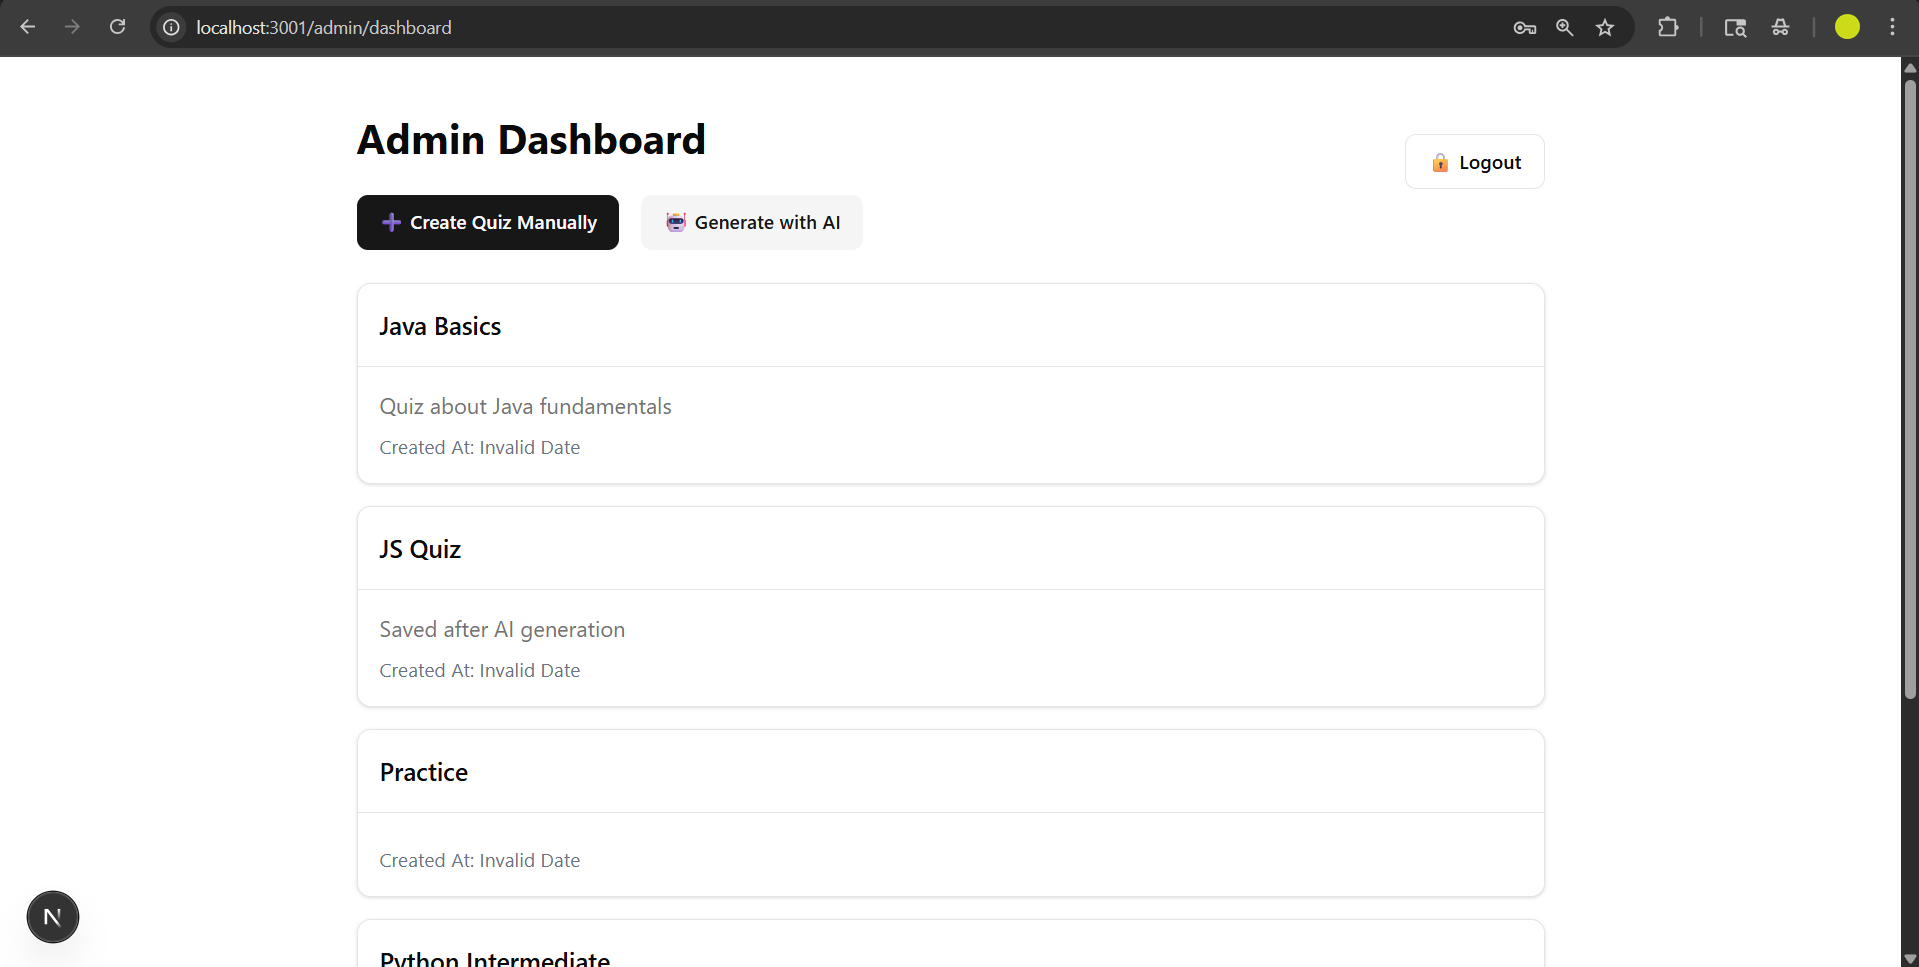 localhost:3001/admin/dashboard
Admin Dashboard
Logout
Create Quiz Manually
Generate with AI
Java Basics
Quiz about Java fundamentals
Created At: Invalid Date
JS Quiz
Saved after AI generation
Created At: Invalid Date
Practice
Created At: Invalid Date
Python Intermediate
N